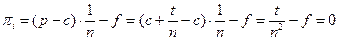 π_i = (p − c) · 1/n − f = (c + t/n − c) · 1/n − f = t/n² − f = 0